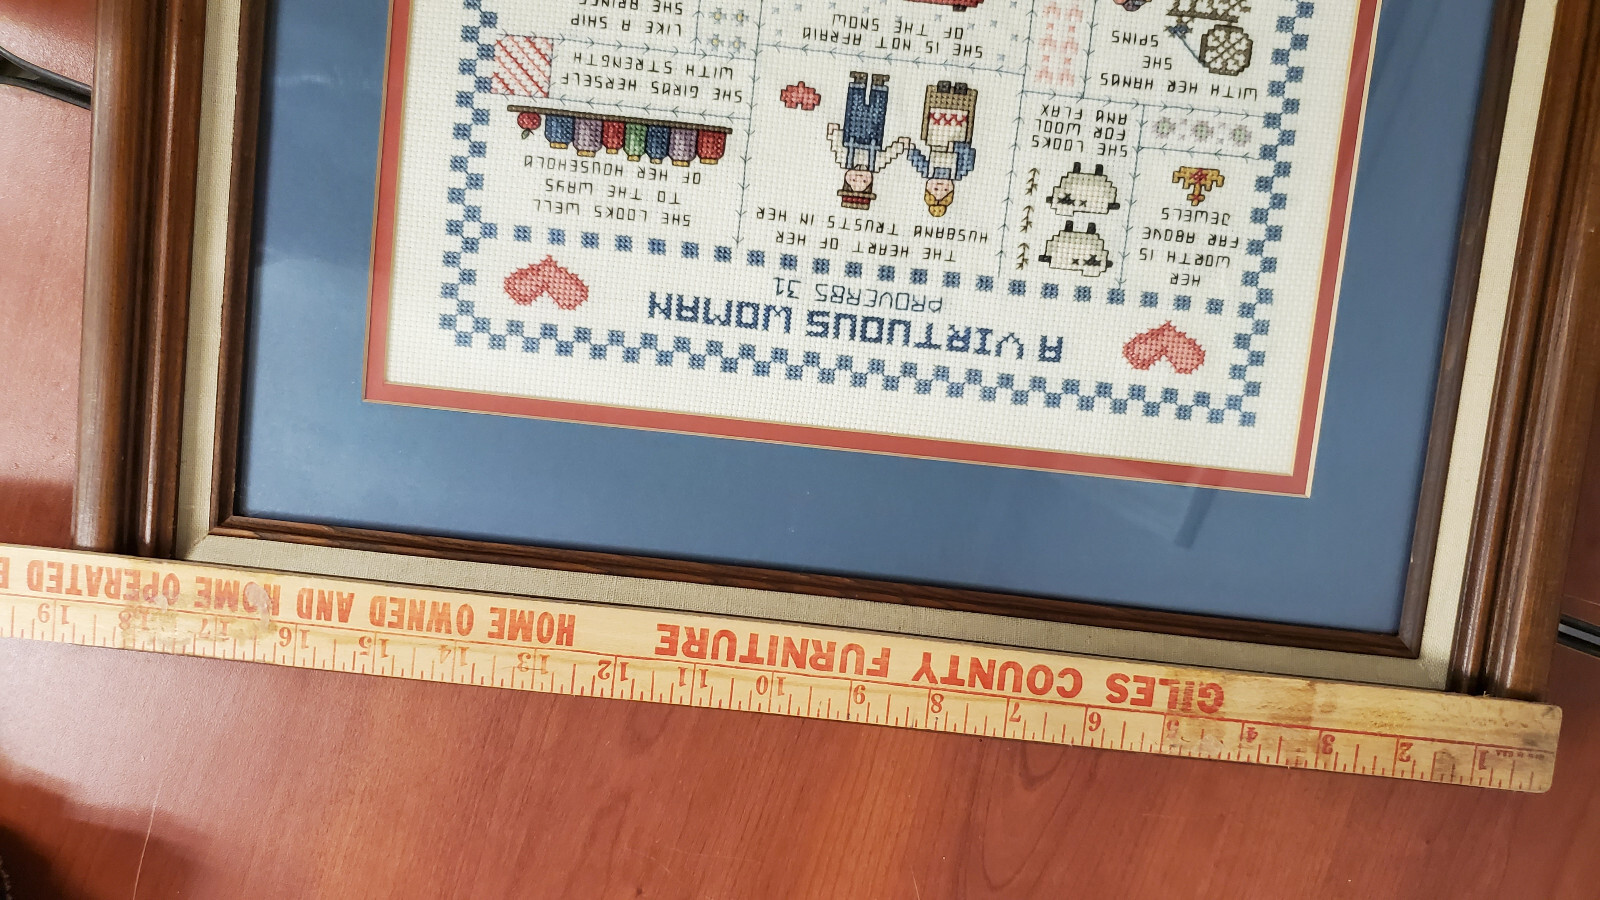 A VIRTUOUS WOMAN
PROVERBS 31
HER
WORTH IS
FAR ABOVE
JEWELS
SHE LOOKS
FOR WOOL
AND FLAX
THE HEART OF HER
HUSBAND TRUSTS IN HER
SHE LOOKS WELL
TO THE WAYS
OF HER HOUSEHOLD
WITH HER HANDS
SHE
SPINS
SHE IS NOT AFRAID
OF THE SNOW
SHE GIRDS HERSELF
WITH STRENGTH
LIKE A SHIP
SHE
GILES COUNTY FURNITURE HOME OWNED AND HOME OPERATED
1 2 3 4 5 6 7 8 9 10 11 12 13 14 15 16 17 18 19